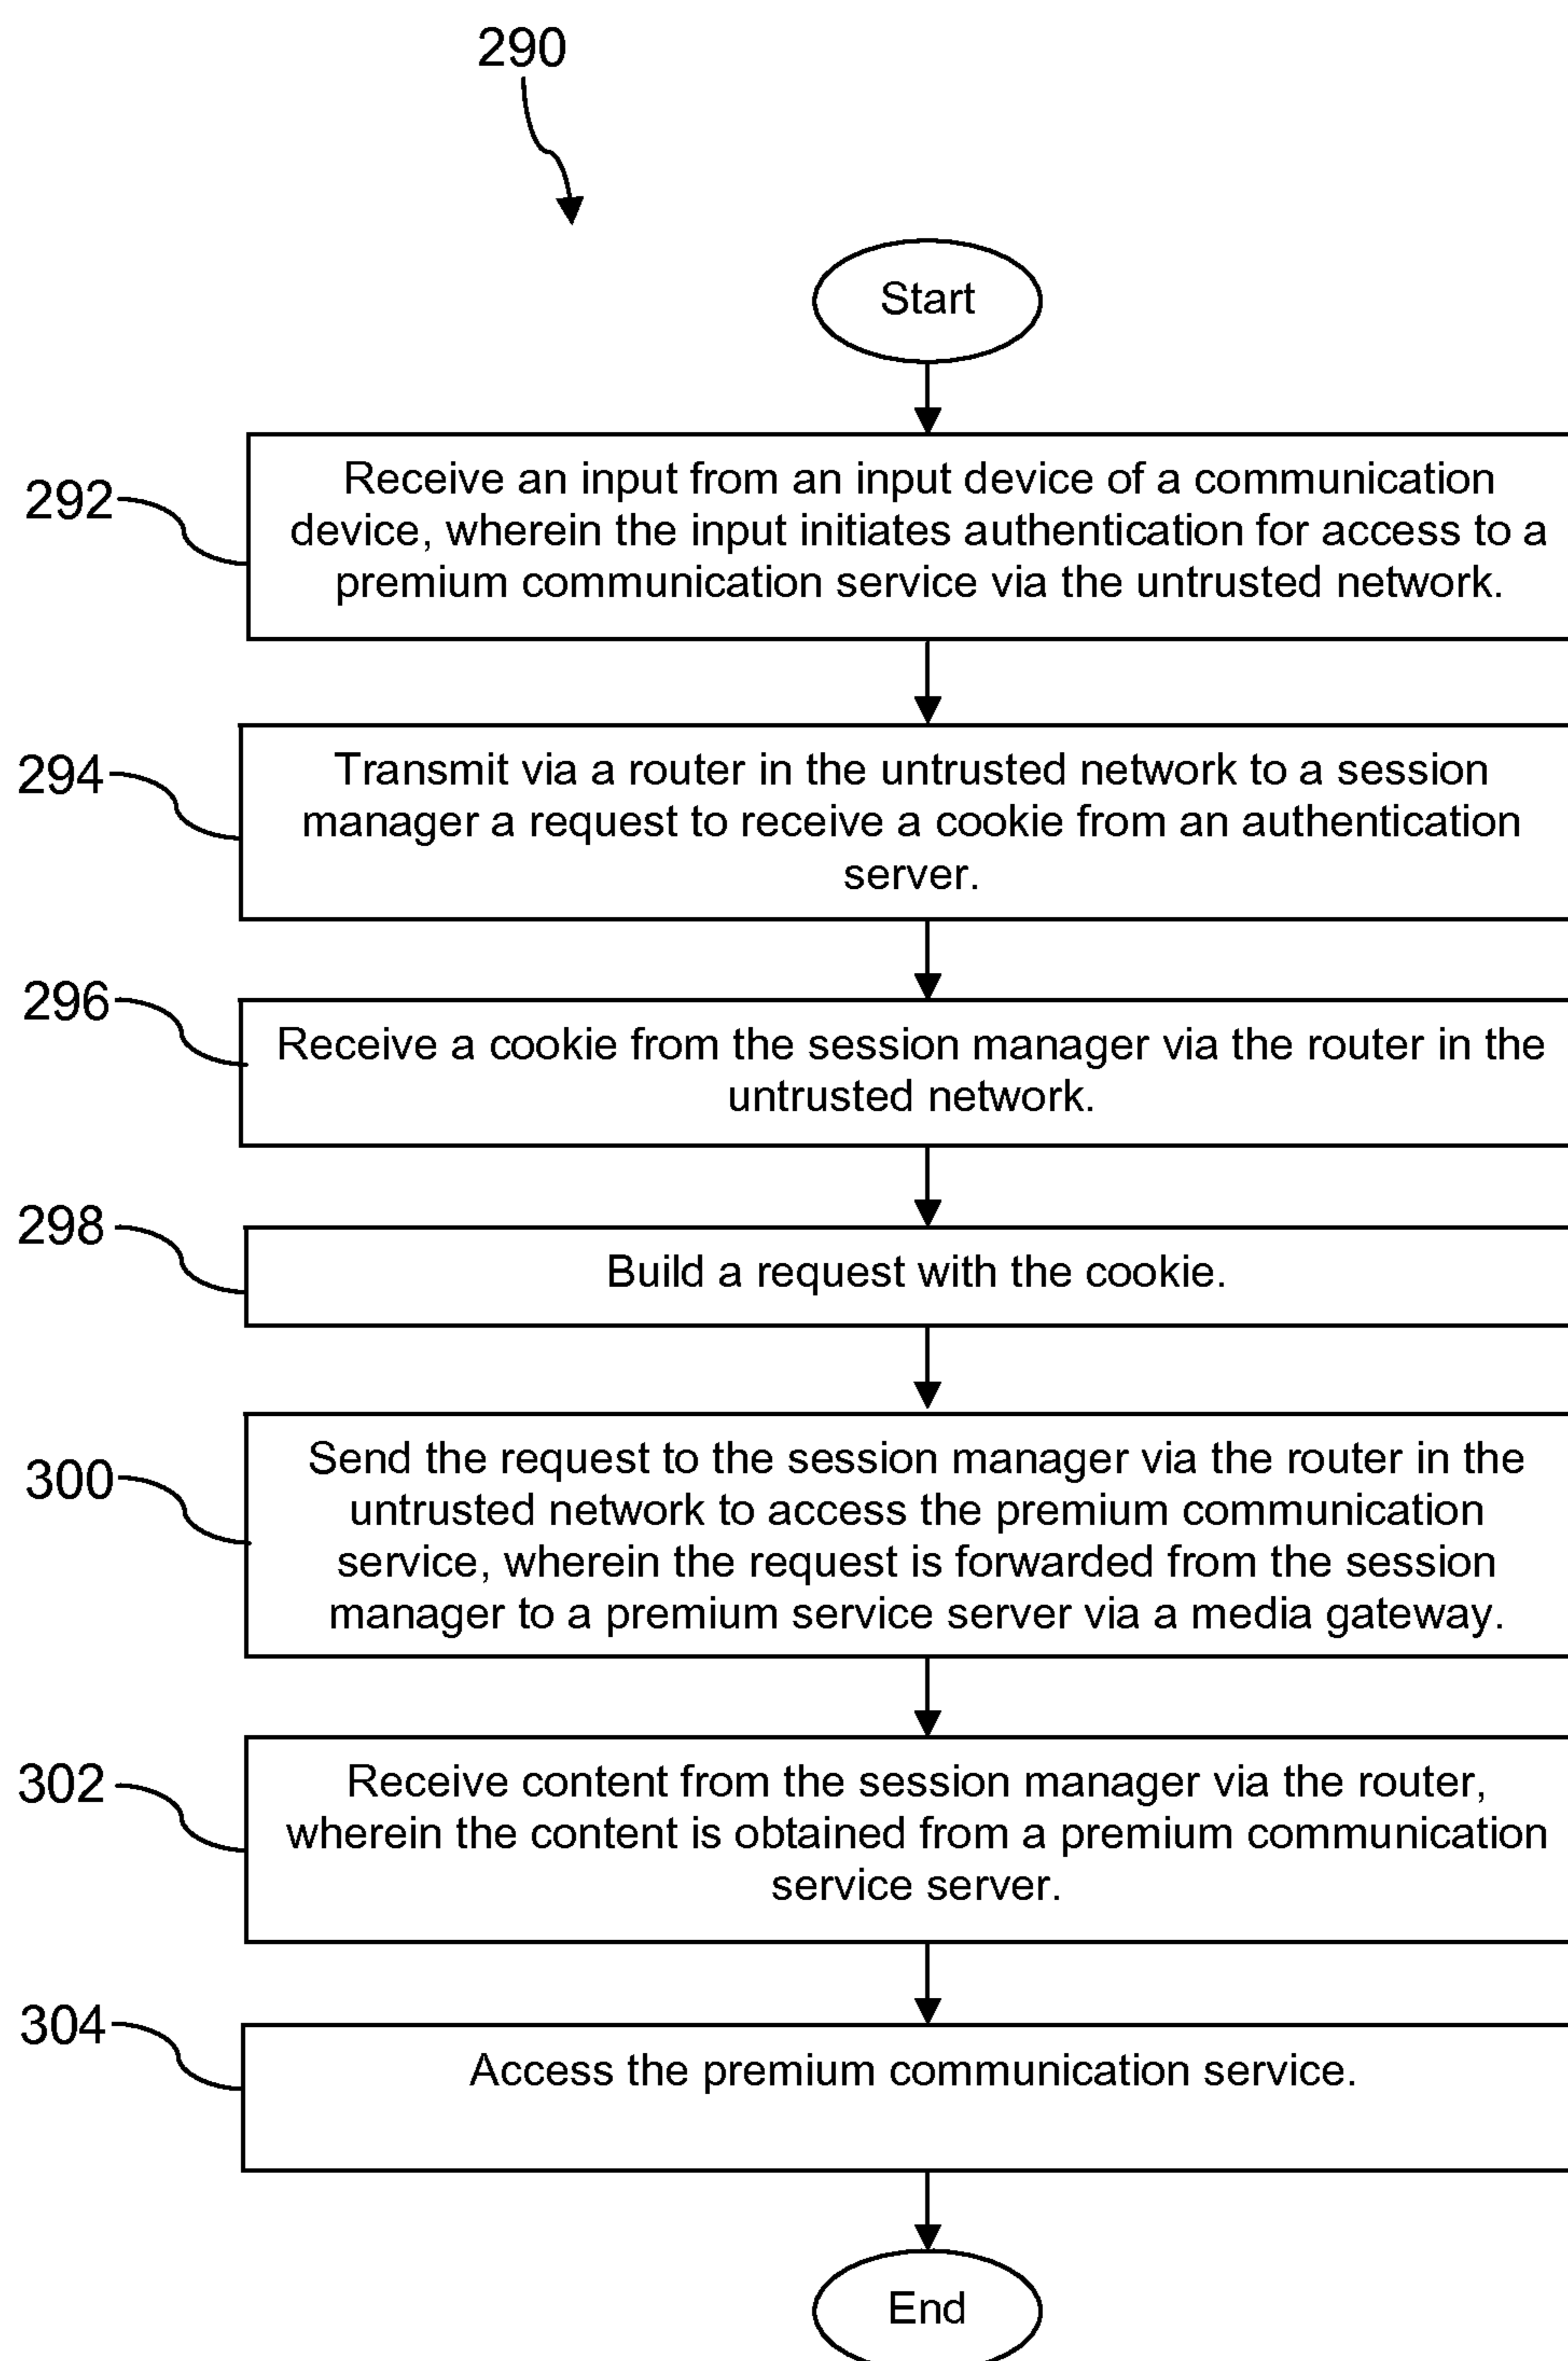 290
Start
292
Receive an input from an input device of a communication
device, wherein the input initiates authentication for access to a
premium communication service via the untrusted network.
294
Transmit via a router in the untrusted network to a session
manager a request to receive a cookie from an authentication
server.
296
Receive a cookie from the session manager via the router in the
untrusted network.
298
Build a request with the cookie.
300
Send the request to the session manager via the router in the
untrusted network to access the premium communication
service, wherein the request is forwarded from the session
manager to a premium service server via a media gateway.
302
Receive content from the session manager via the router,
wherein the content is obtained from a premium communication
service server.
304
Access the premium communication service.
End